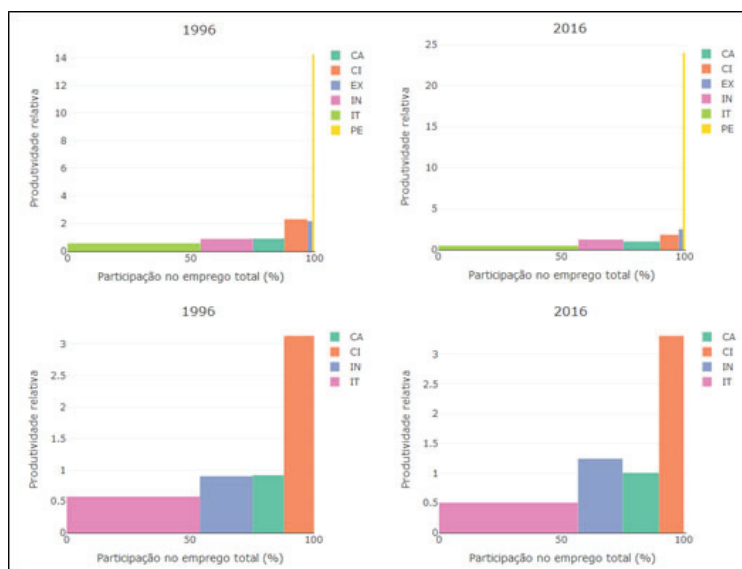 1996
Produtividade relativa
14
12
10
8
6
4
2
0
0
50
100
Participação no emprego total (%)
CA
CI
EX
IN
IT
PE
2016
Produtividade relativa
25
20
15
10
5
0
0
50
100
Participação no emprego total (%)
CA
CI
EX
IN
IT
PE
1996
Produtividade relativa
3
2.5
2
1.5
1
0.5
0
0
50
100
Participação no emprego total (%)
CA
CI
IN
IT
2016
Produtividade relativa
3
2.5
2
1.5
1
0.5
0
0
50
100
Participação no emprego total (%)
CA
CI
IN
IT